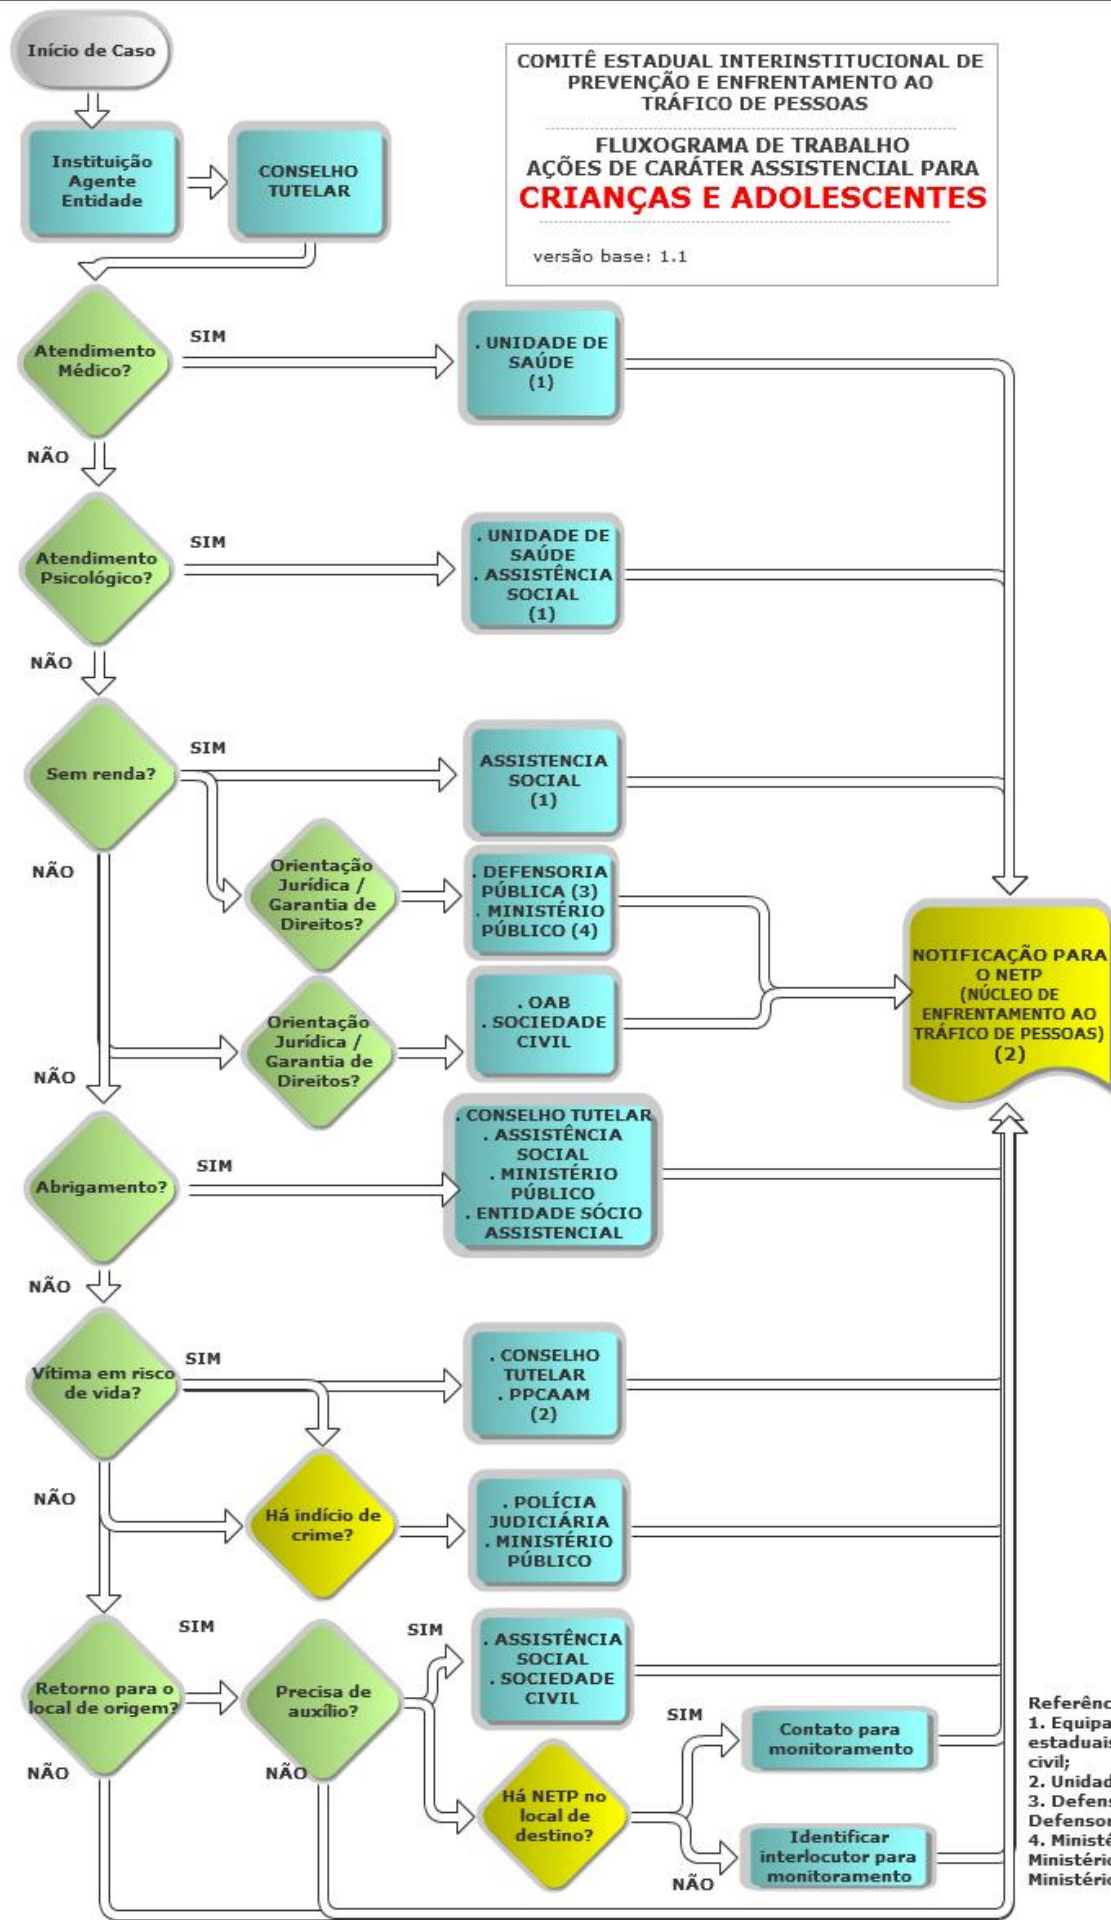 Início de Caso
COMITÊ ESTADUAL INTERINSTITUCIONAL DE
PREVENÇÃO E ENFRENTAMENTO AO
TRÁFICO DE PESSOAS
FLUXOGRAMA DE TRABALHO
AÇÕES DE CARÁTER ASSISTENCIAL PARA
CRIANÇAS E ADOLESCENTES
versão base: 1.1
Instituição
Agente
Entidade
CONSELHO
TUTELAR
Atendimento
Médico?
SIM
. UNIDADE DE
SAÚDE
(1)
NÃO
Atendimento
Psicológico?
SIM
. UNIDADE DE
SAÚDE
. ASSISTÊNCIA
SOCIAL
(1)
NÃO
Sem renda?
SIM
ASSISTENCIA
SOCIAL
(1)
NÃO
Orientação
Jurídica /
Garantia de
Direitos?
. DEFENSORIA
PÚBLICA (3)
. MINISTÉRIO
PÚBLICO (4)
NOTIFICAÇÃO PARA
O NETP
(NÚCLEO DE
ENFRENTAMENTO AO
TRÁFICO DE PESSOAS)
(2)
Orientação
Jurídica /
Garantia de
Direitos?
. OAB
. SOCIEDADE
CIVIL
NÃO
Abrigamento?
SIM
. CONSELHO TUTELAR
. ASSISTÊNCIA
SOCIAL
. MINISTÉRIO
PÚBLICO
. ENTIDADE SÓCIO
ASSISTENCIAL
NÃO
Vítima em risco
de vida?
SIM
. CONSELHO
TUTELAR
. PPCAAM
(2)
NÃO
Há indício de
crime?
. POLÍCIA
JUDICIÁRIA
. MINISTÉRIO
PÚBLICO
Retorno para o
local de origem?
SIM
Precisa de
auxílio?
SIM
. ASSISTÊNCIA
SOCIAL
. SOCIEDADE
CIVIL
NÃO
NÃO
Há NETP no
local de
destino?
SIM
Contato para
monitoramento
NÃO
Identificar
interlocutor para
monitoramento
1.
estaduais
civil;
2.
3.
4.